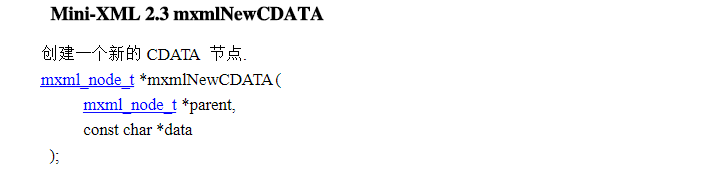 Mini-XML 2.3 mxmlNewCDATA
创建一个新的 CDATA 节点.
mxml_node_t *mxmlNewCDATA (
mxml_node_t *parent,
const char *data
);